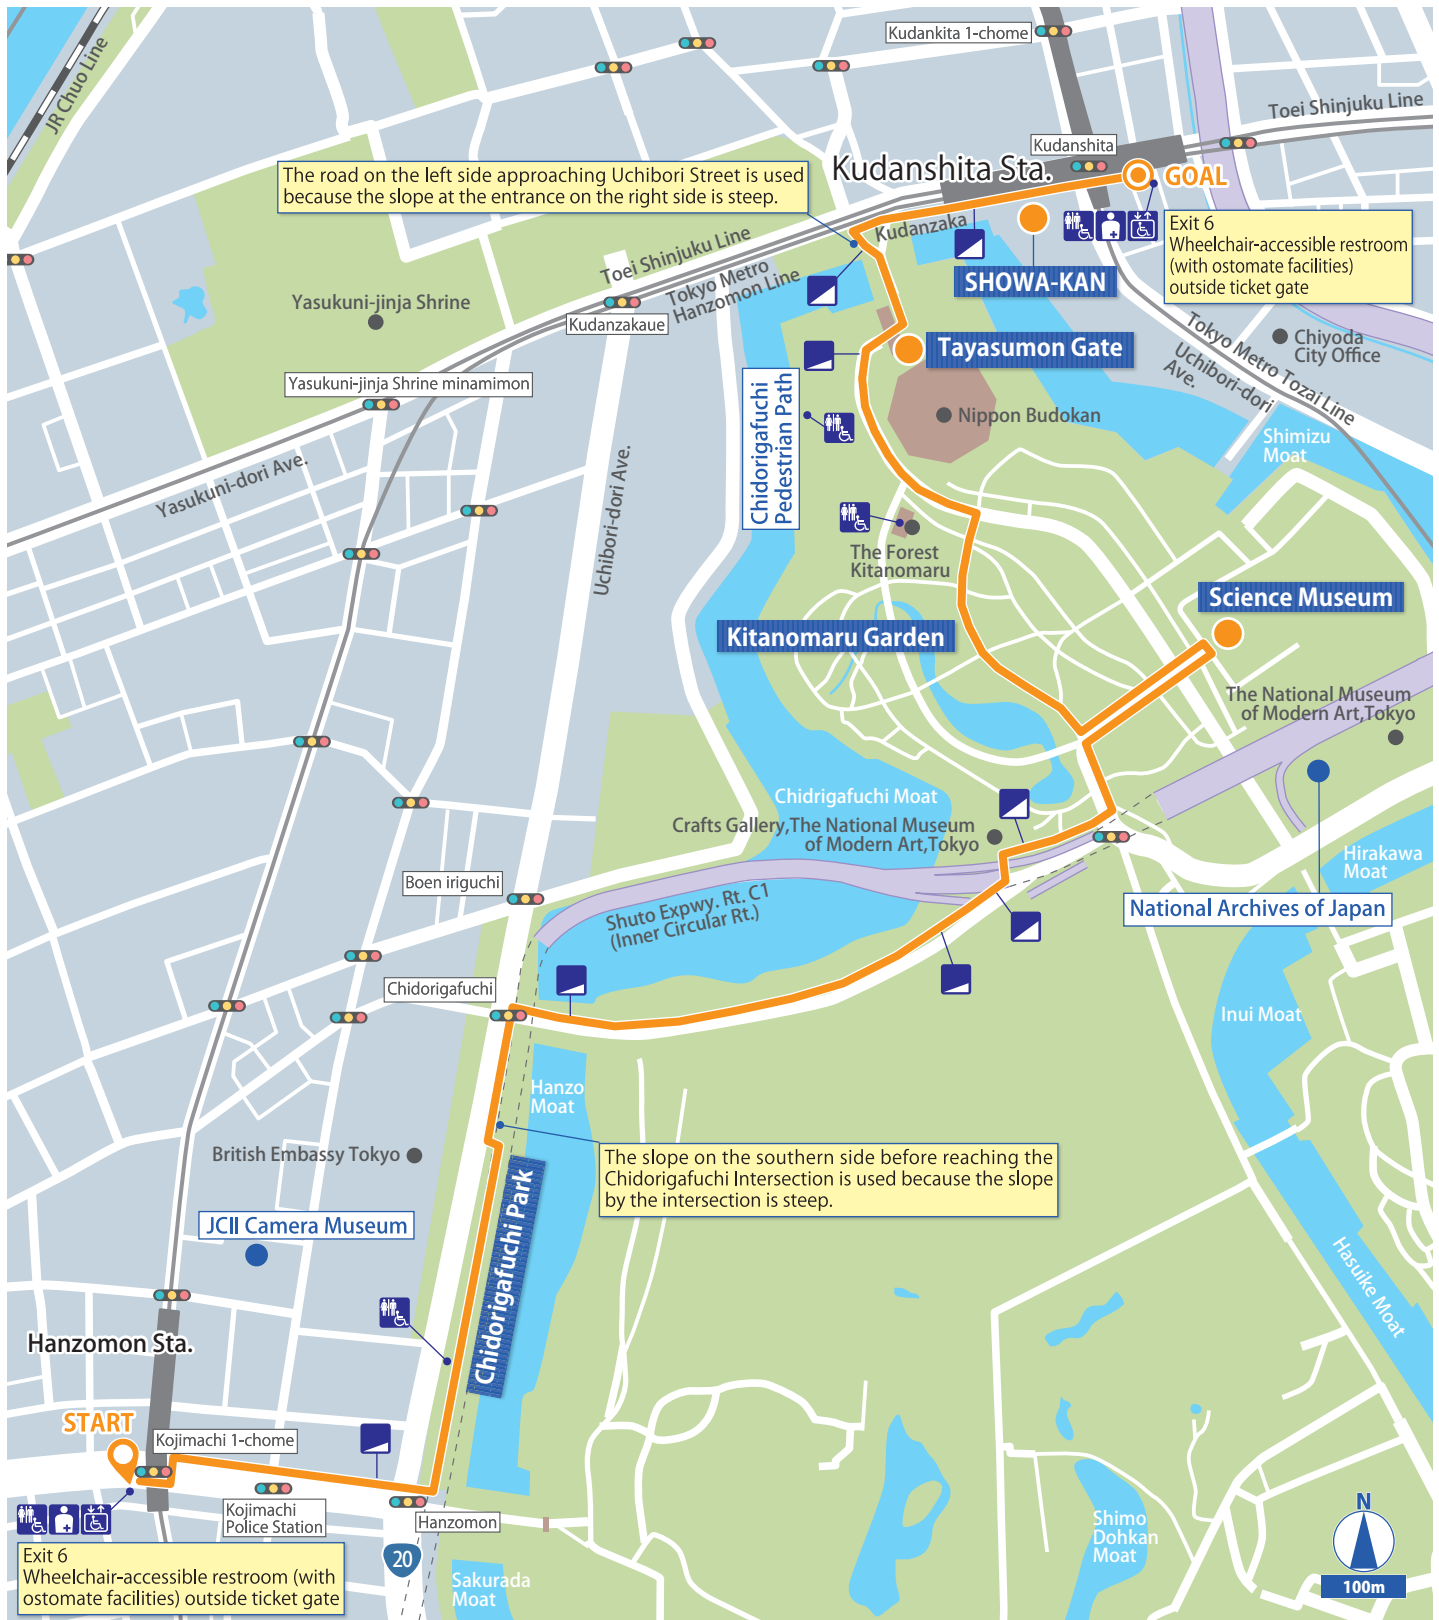 Kudankita 1-chome
JR Chuo Line
Toei Shinjuku Line
Kudanshita
Kudanshita Sta.
GOAL
The road on the left side approaching Uchibori Street is used
because the slope at the entrance on the right side is steep.
Kudanzaka
Exit 6
Wheelchair-accessible restroom
(with ostomate facilities)
outside ticket gate
Toei Shinjuku Line
Tokyo Metro
Hanzomon Line
SHOWA-KAN
Yasukuni-jinja Shrine
Kudanzakaue
Tokyo Metro Tozai Line
Uchibori-dori
Ave.
Chiyoda
City Office
Tayasumon Gate
Yasukuni-jinja Shrine minamimon
Chidorigafuchi
Pedestrian Path
Nippon Budokan
Shimizu
Moat
Yasukuni-dori Ave.
Uchibori-dori Ave.
The Forest
Kitanomaru
Science Museum
Kitanomaru Garden
The National Museum
of Modern Art,Tokyo
Chidrigafuchi Moat
Crafts Gallery,The National Museum
of Modern Art,Tokyo
Hirakawa
Moat
Boen iriguchi
Shuto Expwy. Rt. C1
(Inner Circular Rt.)
National Archives of Japan
Chidorigafuchi
Inui Moat
Hanzo
Moat
British Embassy Tokyo
The slope on the southern side before reaching the
Chidorigafuchi Intersection is used because the slope
by the intersection is steep.
JCII Camera Museum
Chidorigafuchi Park
Hasuike Moat
Hanzomon Sta.
START
Kojimachi 1-chome
Kojimachi
Police Station
Hanzomon
Shimo
Dohkan
Moat
N
100m
20
Exit 6
Wheelchair-accessible restroom (with
ostomate facilities) outside ticket gate
Sakurada
Moat